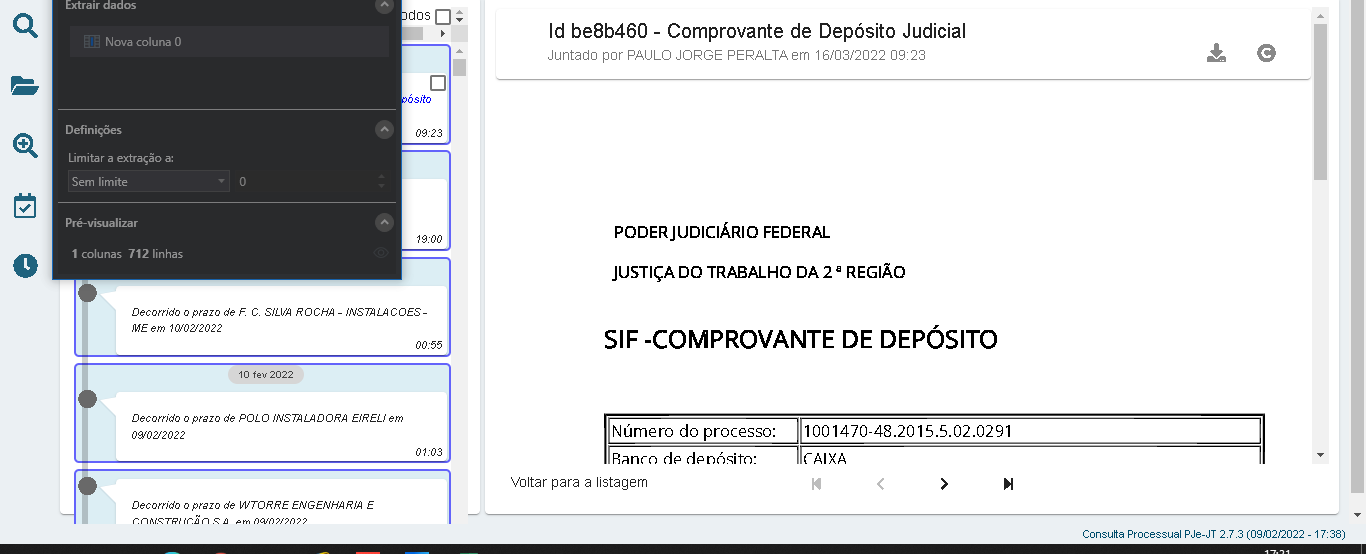 Extrair dados
Nova coluna 0
Definições
Limitar a extração a:
Sem limite
0
Pré-visualizar
1 colunas 712 linhas
odos
pósito
09:23
19:00
Decorrido o prazo de F. C. SILVA ROCHA - INSTALACOES -
ME em 10/02/2022
00:55
10 fev 2022
Decorrido o prazo de POLO INSTALADORA EIRELI em
09/02/2022
01:03
Decorrido o prazo de WTORRE ENGENHARIA E
CONSTRUÇÃO S.A. em 09/02/2022
Id be8b460 - Comprovante de Depósito Judicial
Juntado por PAULO JORGE PERALTA em 16/03/2022 09:23
PODER JUDICIÁRIO FEDERAL
JUSTIÇA DO TRABALHO DA 2 ª REGIÃO
SIF -COMPROVANTE DE DEPÓSITO
Número do processo: 1001470-48.2015.5.02.0291
Banco de depósito: CAIXA
Voltar para a listagem
Consulta Processual PJe-JT 2.7.3 (09/02/2022 - 17:38)